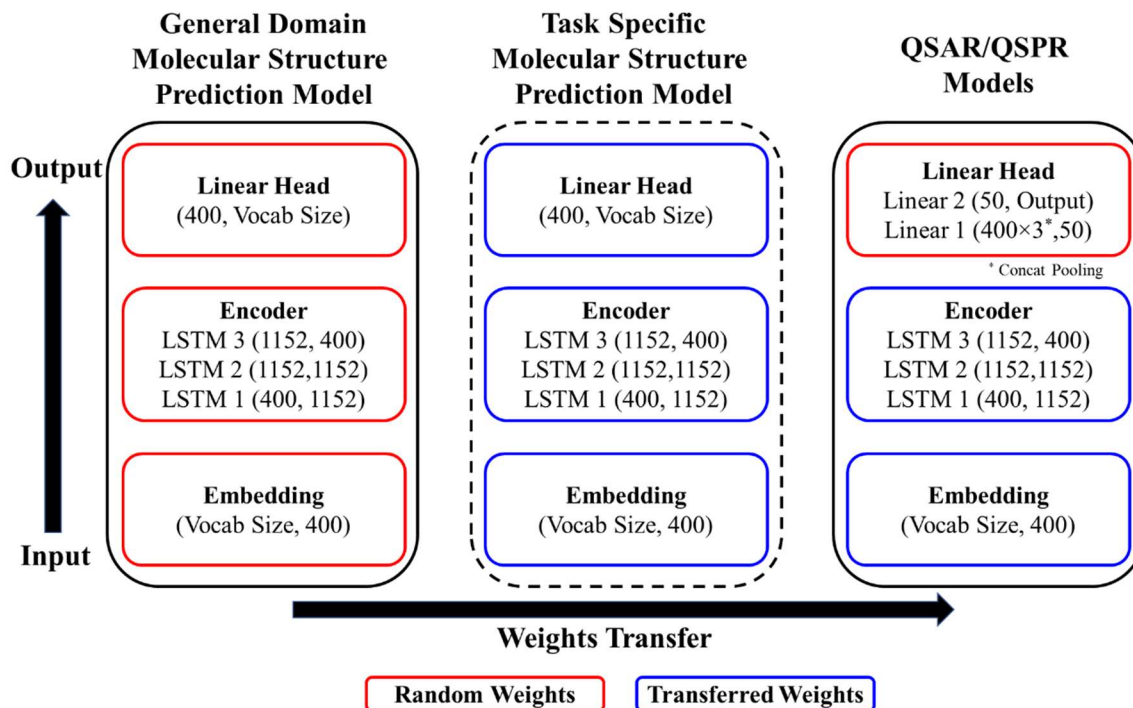 General Domain
Molecular Structure
Prediction Model
Task Specific
Molecular Structure
Prediction Model
QSAR/QSPR
Models
Output
Input
Linear Head
(400, Vocab Size)
Encoder
LSTM 3 (1152, 400)
LSTM 2 (1152,1152)
LSTM 1 (400, 1152)
Embedding
(Vocab Size, 400)
Linear Head
(400, Vocab Size)
Encoder
LSTM 3 (1152, 400)
LSTM 2 (1152,1152)
LSTM 1 (400, 1152)
Embedding
(Vocab Size, 400)
Linear Head
Linear 2 (50, Output)
Linear 1 (400×3*,50)
* Concat Pooling
Encoder
LSTM 3 (1152, 400)
LSTM 2 (1152,1152)
LSTM 1 (400, 1152)
Embedding
(Vocab Size, 400)
Weights Transfer
Random Weights
Transferred Weights